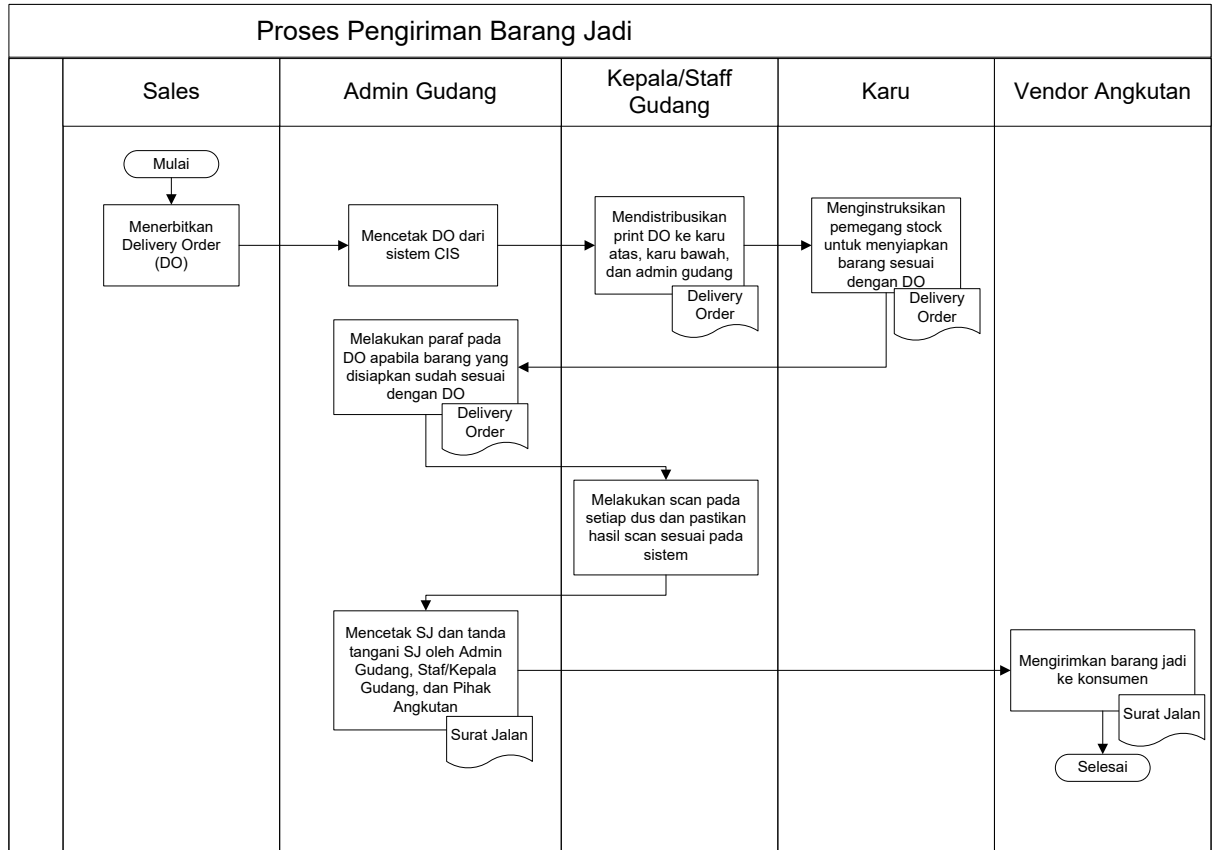 Proses Pengiriman Barang Jadi
Sales
Admin Gudang
Kepala/Staff
Gudang
Karu
Vendor Angkutan
Mulai
Menerbitkan
Delivery Order
(DO)
Mencetak DO dari
sistem CIS
Mendistribusikan
print DO ke karu
atas, karu bawah,
dan admin gudang
Delivery
Order
Menginstruksikan
pemegang stock
untuk menyiapkan
barang sesuai
dengan DO
Delivery
Order
Melakukan paraf pada
DO apabila barang yang
disiapkan sudah sesuai
dengan DO
Delivery
Order
Melakukan scan pada
setiap dus dan pastikan
hasil scan sesuai pada
sistem
Mencetak SJ dan tanda
tangani SJ oleh Admin
Gudang, Staf/Kepala
Gudang, dan Pihak
Angkutan
Surat Jalan
Mengirimkan barang jadi
ke konsumen
Surat Jalan
Selesai